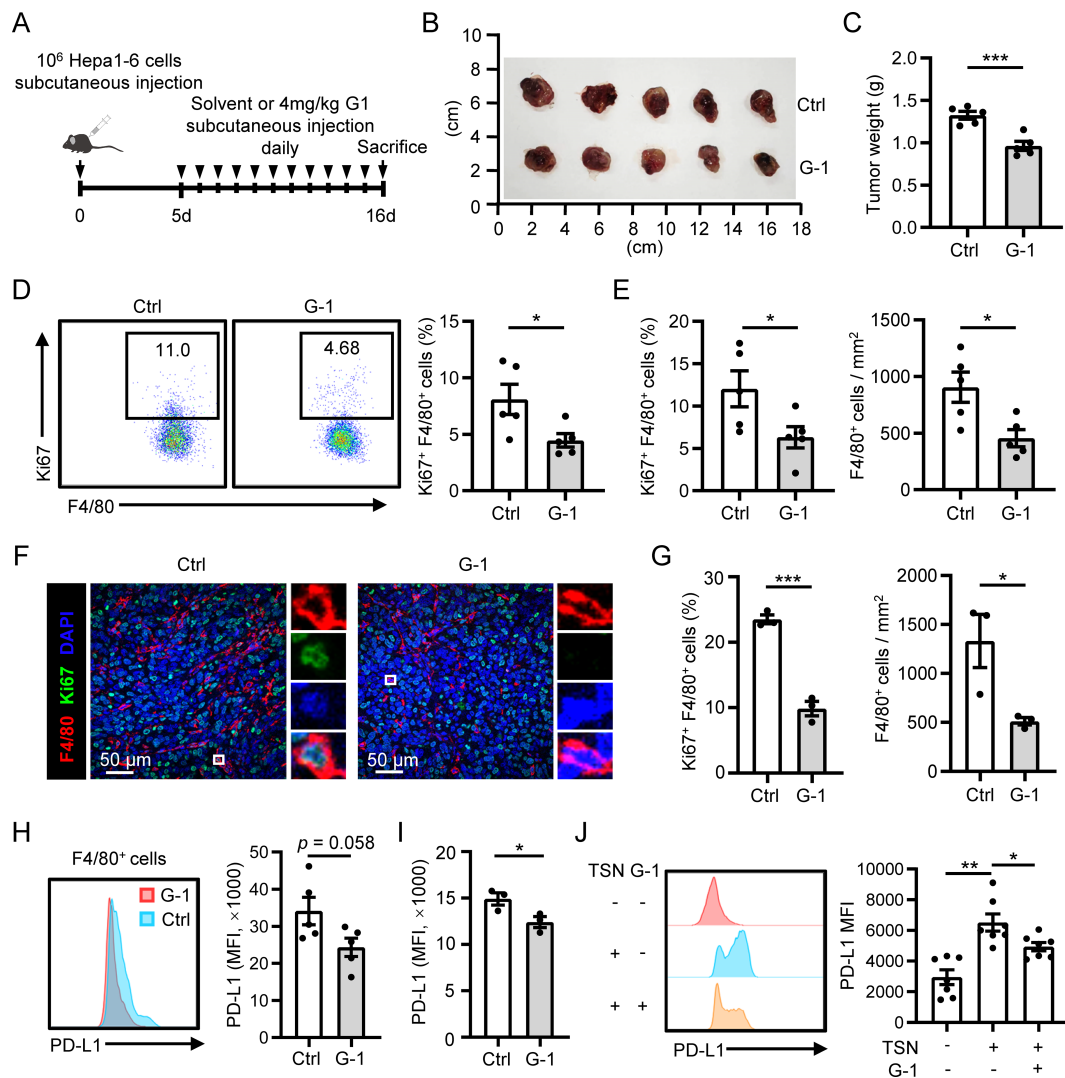 A
10⁶ Hepa1-6 cells
subcutaneous injection
Solvent or 4mg/kg G1
subcutaneous injection
daily
Sacrifice
0
5d
16d
B
(cm)
10
8
6
4
2
0
Ctrl
G-1
0 2 4 6 8 10 12 14 16 18
(cm)
C
Tumor weight (g)
2.0
1.5
1.0
0.5
0.0
***
Ctrl G-1
D
Ctrl
G-1
11.0
4.68
Ki67
F4/80
Ki67⁺ F4/80⁺ cells (%)
15
10
5
0
*
Ctrl G-1
E
Ki67⁺ F4/80⁺ cells (%)
20
15
10
5
0
*
Ctrl G-1
F4/80⁺ cells / mm²
1500
1000
500
0
*
Ctrl G-1
F
Ctrl
G-1
F4/80 Ki67 DAPI
50 μm
50 μm
G
Ki67⁺ F4/80⁺ cells (%)
30
20
10
0
***
Ctrl G-1
F4/80⁺ cells / mm²
2000
1500
1000
500
0
*
Ctrl G-1
H
F4/80⁺ cells
G-1
Ctrl
PD-L1
PD-L1 (MFI, ×1000)
50
40
30
20
10
0
p = 0.058
Ctrl G-1
I
PD-L1 (MFI, ×1000)
20
15
10
5
0
*
Ctrl G-1
J
TSN G-1
- -
+ -
+ +
PD-L1
PD-L1 MFI
10000
8000
6000
4000
2000
0
** *
TSN - + +
G-1 - - +